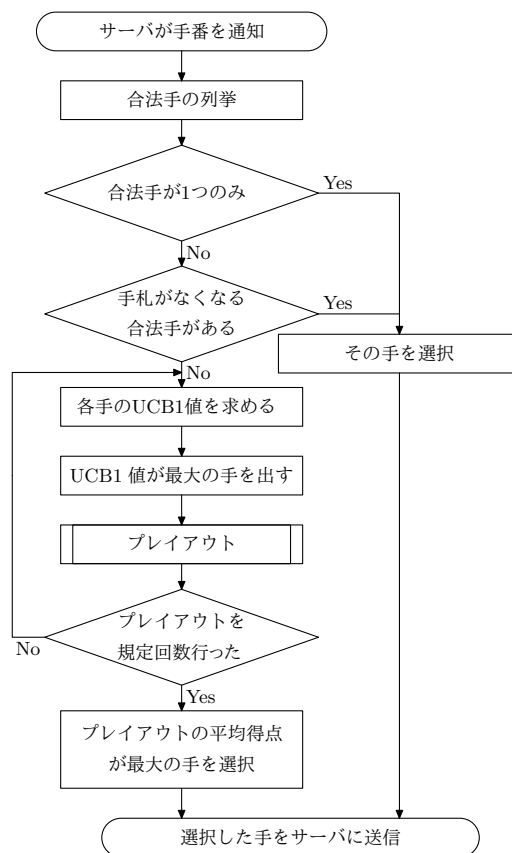 サーバが手番を通知
合法手の列挙
合法手が1つのみ
Yes
No
手札がなくなる
合法手がある
Yes
その手を選択
No
各手のUCB1値を求める
UCB1 値が最大の手を出す
プレイアウト
プレイアウトを
規定回数行った
No
Yes
プレイアウトの平均得点
が最大の手を選択
選択した手をサーバに送信